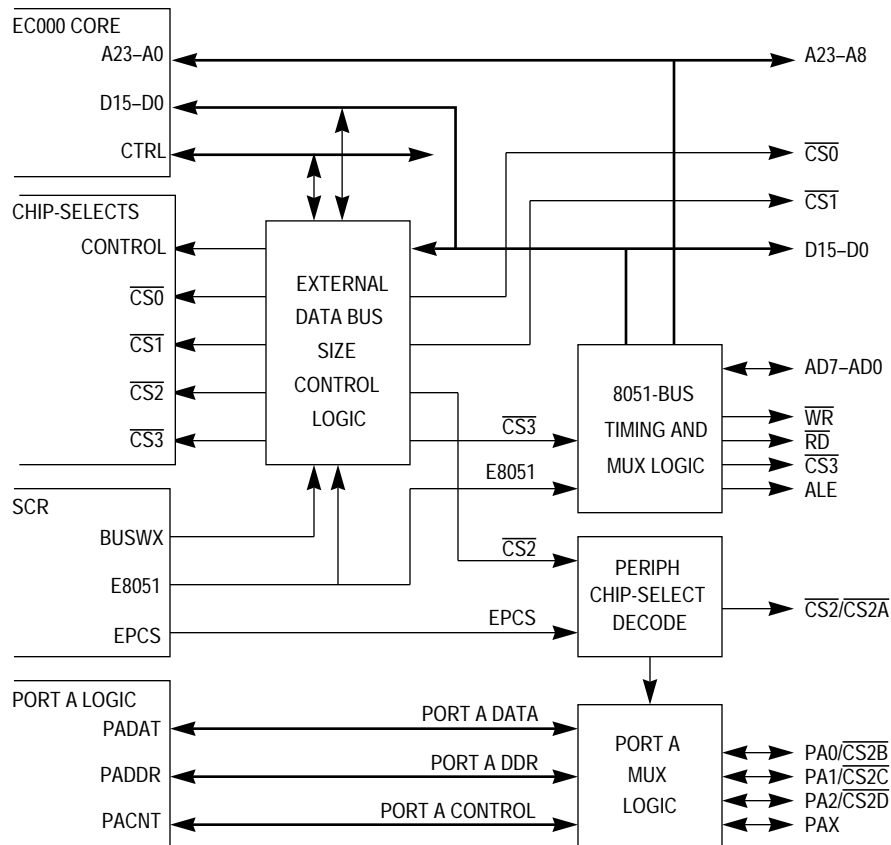 EC000 CORE
A23–A0
D15–D0
CTRL
CHIP-SELECTS
CONTROL
CS0
CS1
CS2
CS3
SCR
BUSWX
E8051
EPCS
PORT A LOGIC
PADAT
PADDR
PACNT
EXTERNAL
DATA BUS
SIZE
CONTROL
LOGIC
CS3
E8051
CS2
EPCS
PORT A DATA
PORT A DDR
PORT A CONTROL
8051-BUS
TIMING AND
MUX LOGIC
PERIPH
CHIP-SELECT
DECODE
PORT A
MUX
LOGIC
A23–A8
CS0
CS1
D15–D0
AD7–AD0
WR
RD
CS3
ALE
CS2/CS2A
PA0/CS2B
PA1/CS2C
PA2/CS2D
PAX